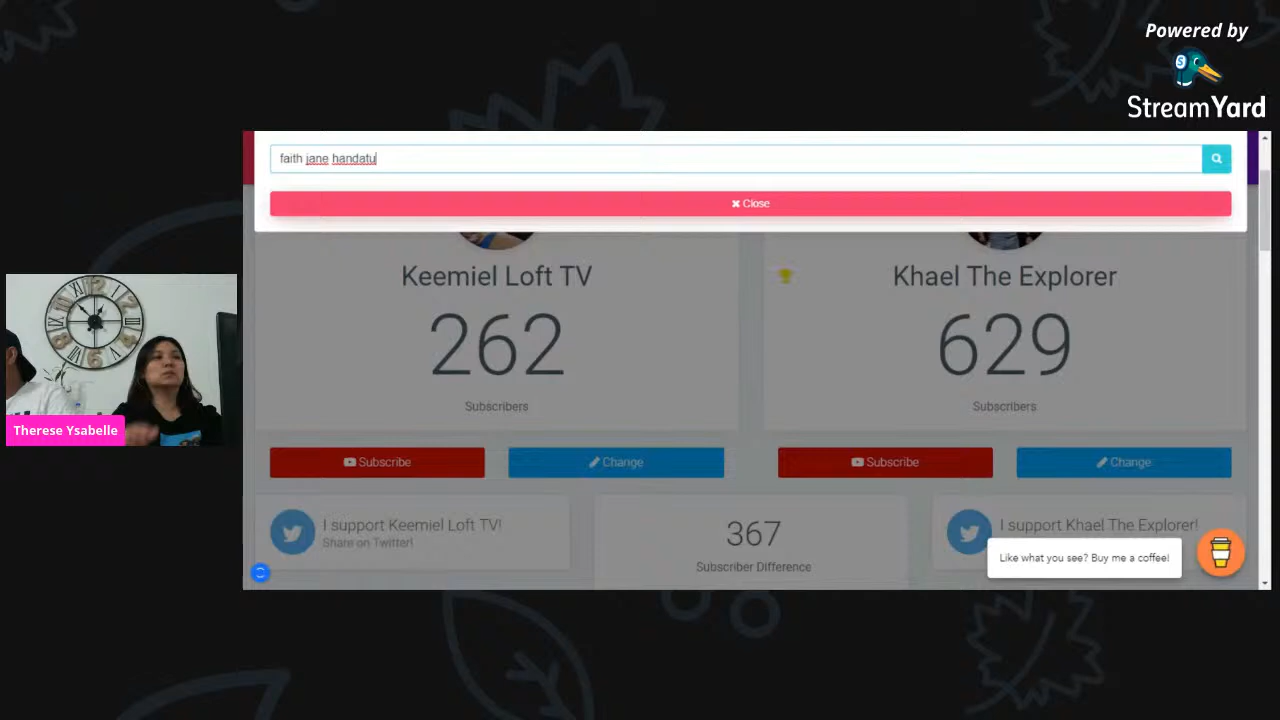 Powered by
StreamYard
faith jane handatu
✖ Close
Keemiel Loft TV
262
Subscribers
Subscribe
Change
Khael The Explorer
629
Subscribers
Subscribe
Change
I support Keemiel Loft TV!
Share on Twitter!
367
Subscriber Difference
I support Khael The Explorer!
Like what you see? Buy me a coffee!
Therese Ysabelle